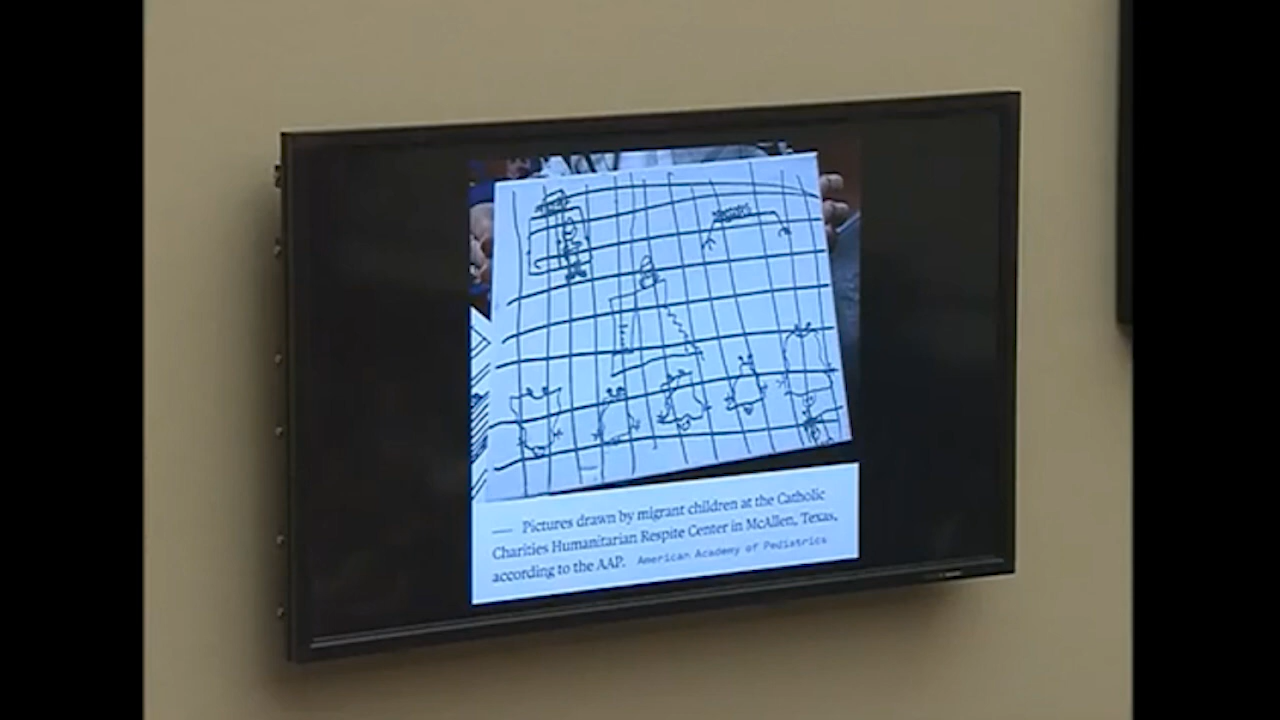 — Pictures drawn by migrant children at the Catholic
Charities Humanitarian Respite Center in McAllen, Texas,
according to the AAP. American Academy of Pediatrics